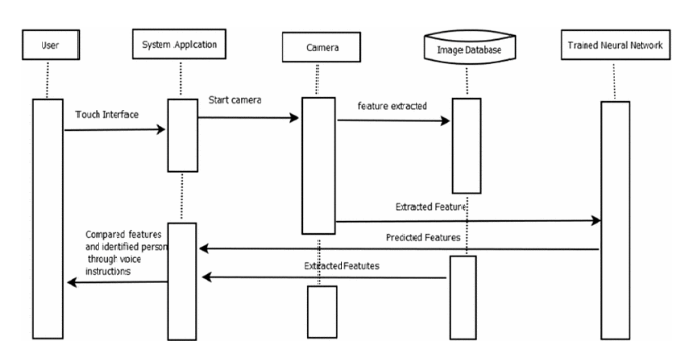 User
System .Application
Camera
Image Database
Trained Neural Network
Touch Interface
Start camera
feature extracted
Extracted Feature
Predicted Features
Compared features
and identified person
through voice
instructions
Extracted Featutes